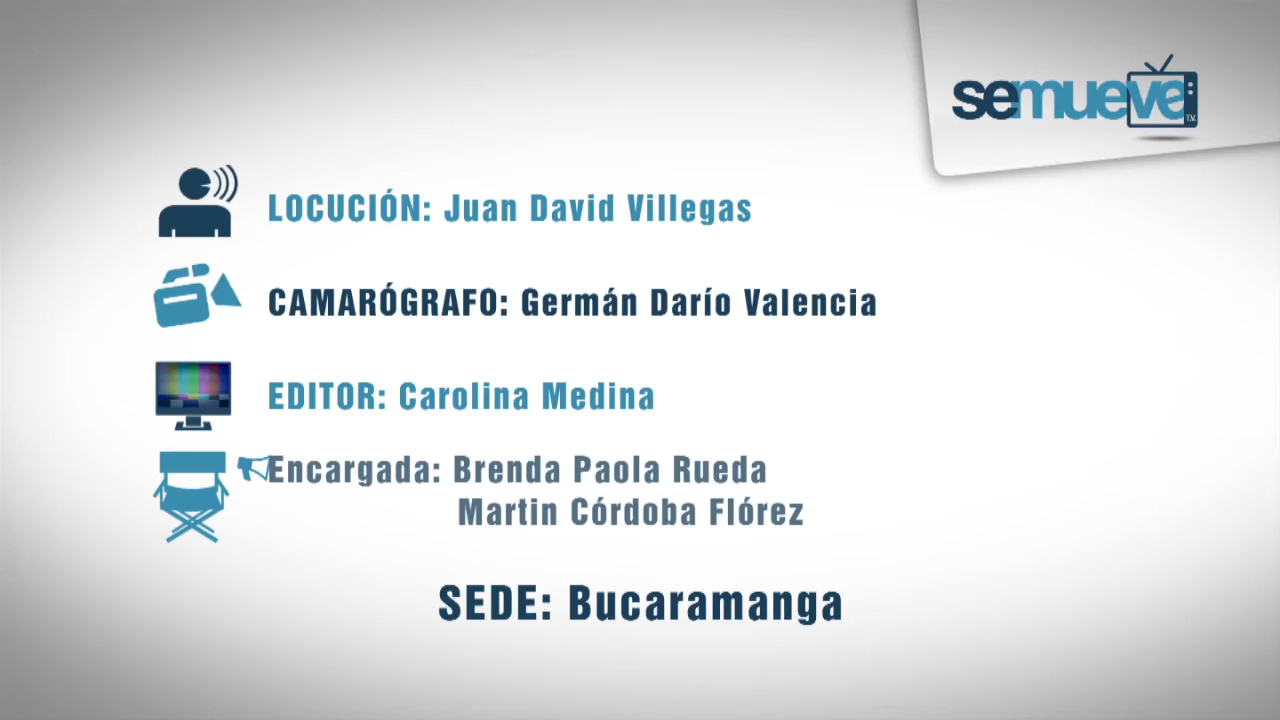 semueve
T.V.
LOCUCIÓN: Juan David Villegas
CAMARÓGRAFO: Germán Darío Valencia
EDITOR: Carolina Medina
Encargada: Brenda Paola Rueda
Martin Córdoba Flórez
SEDE: Bucaramanga